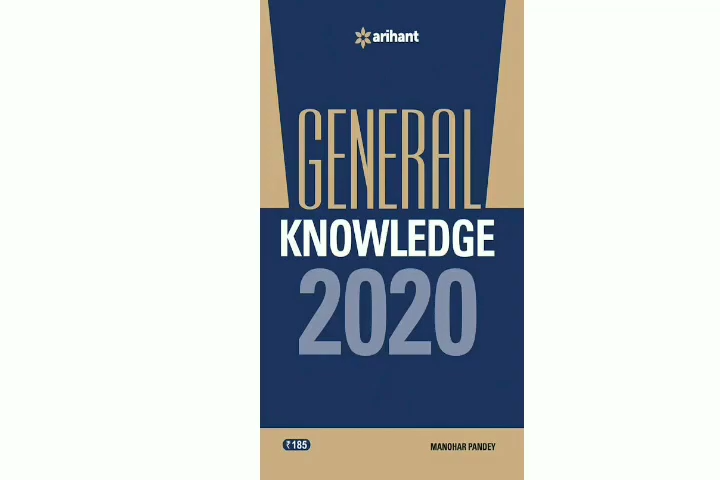 arihant
GENERAL
KNOWLEDGE
2020
₹185
MANOHAR PANDEY